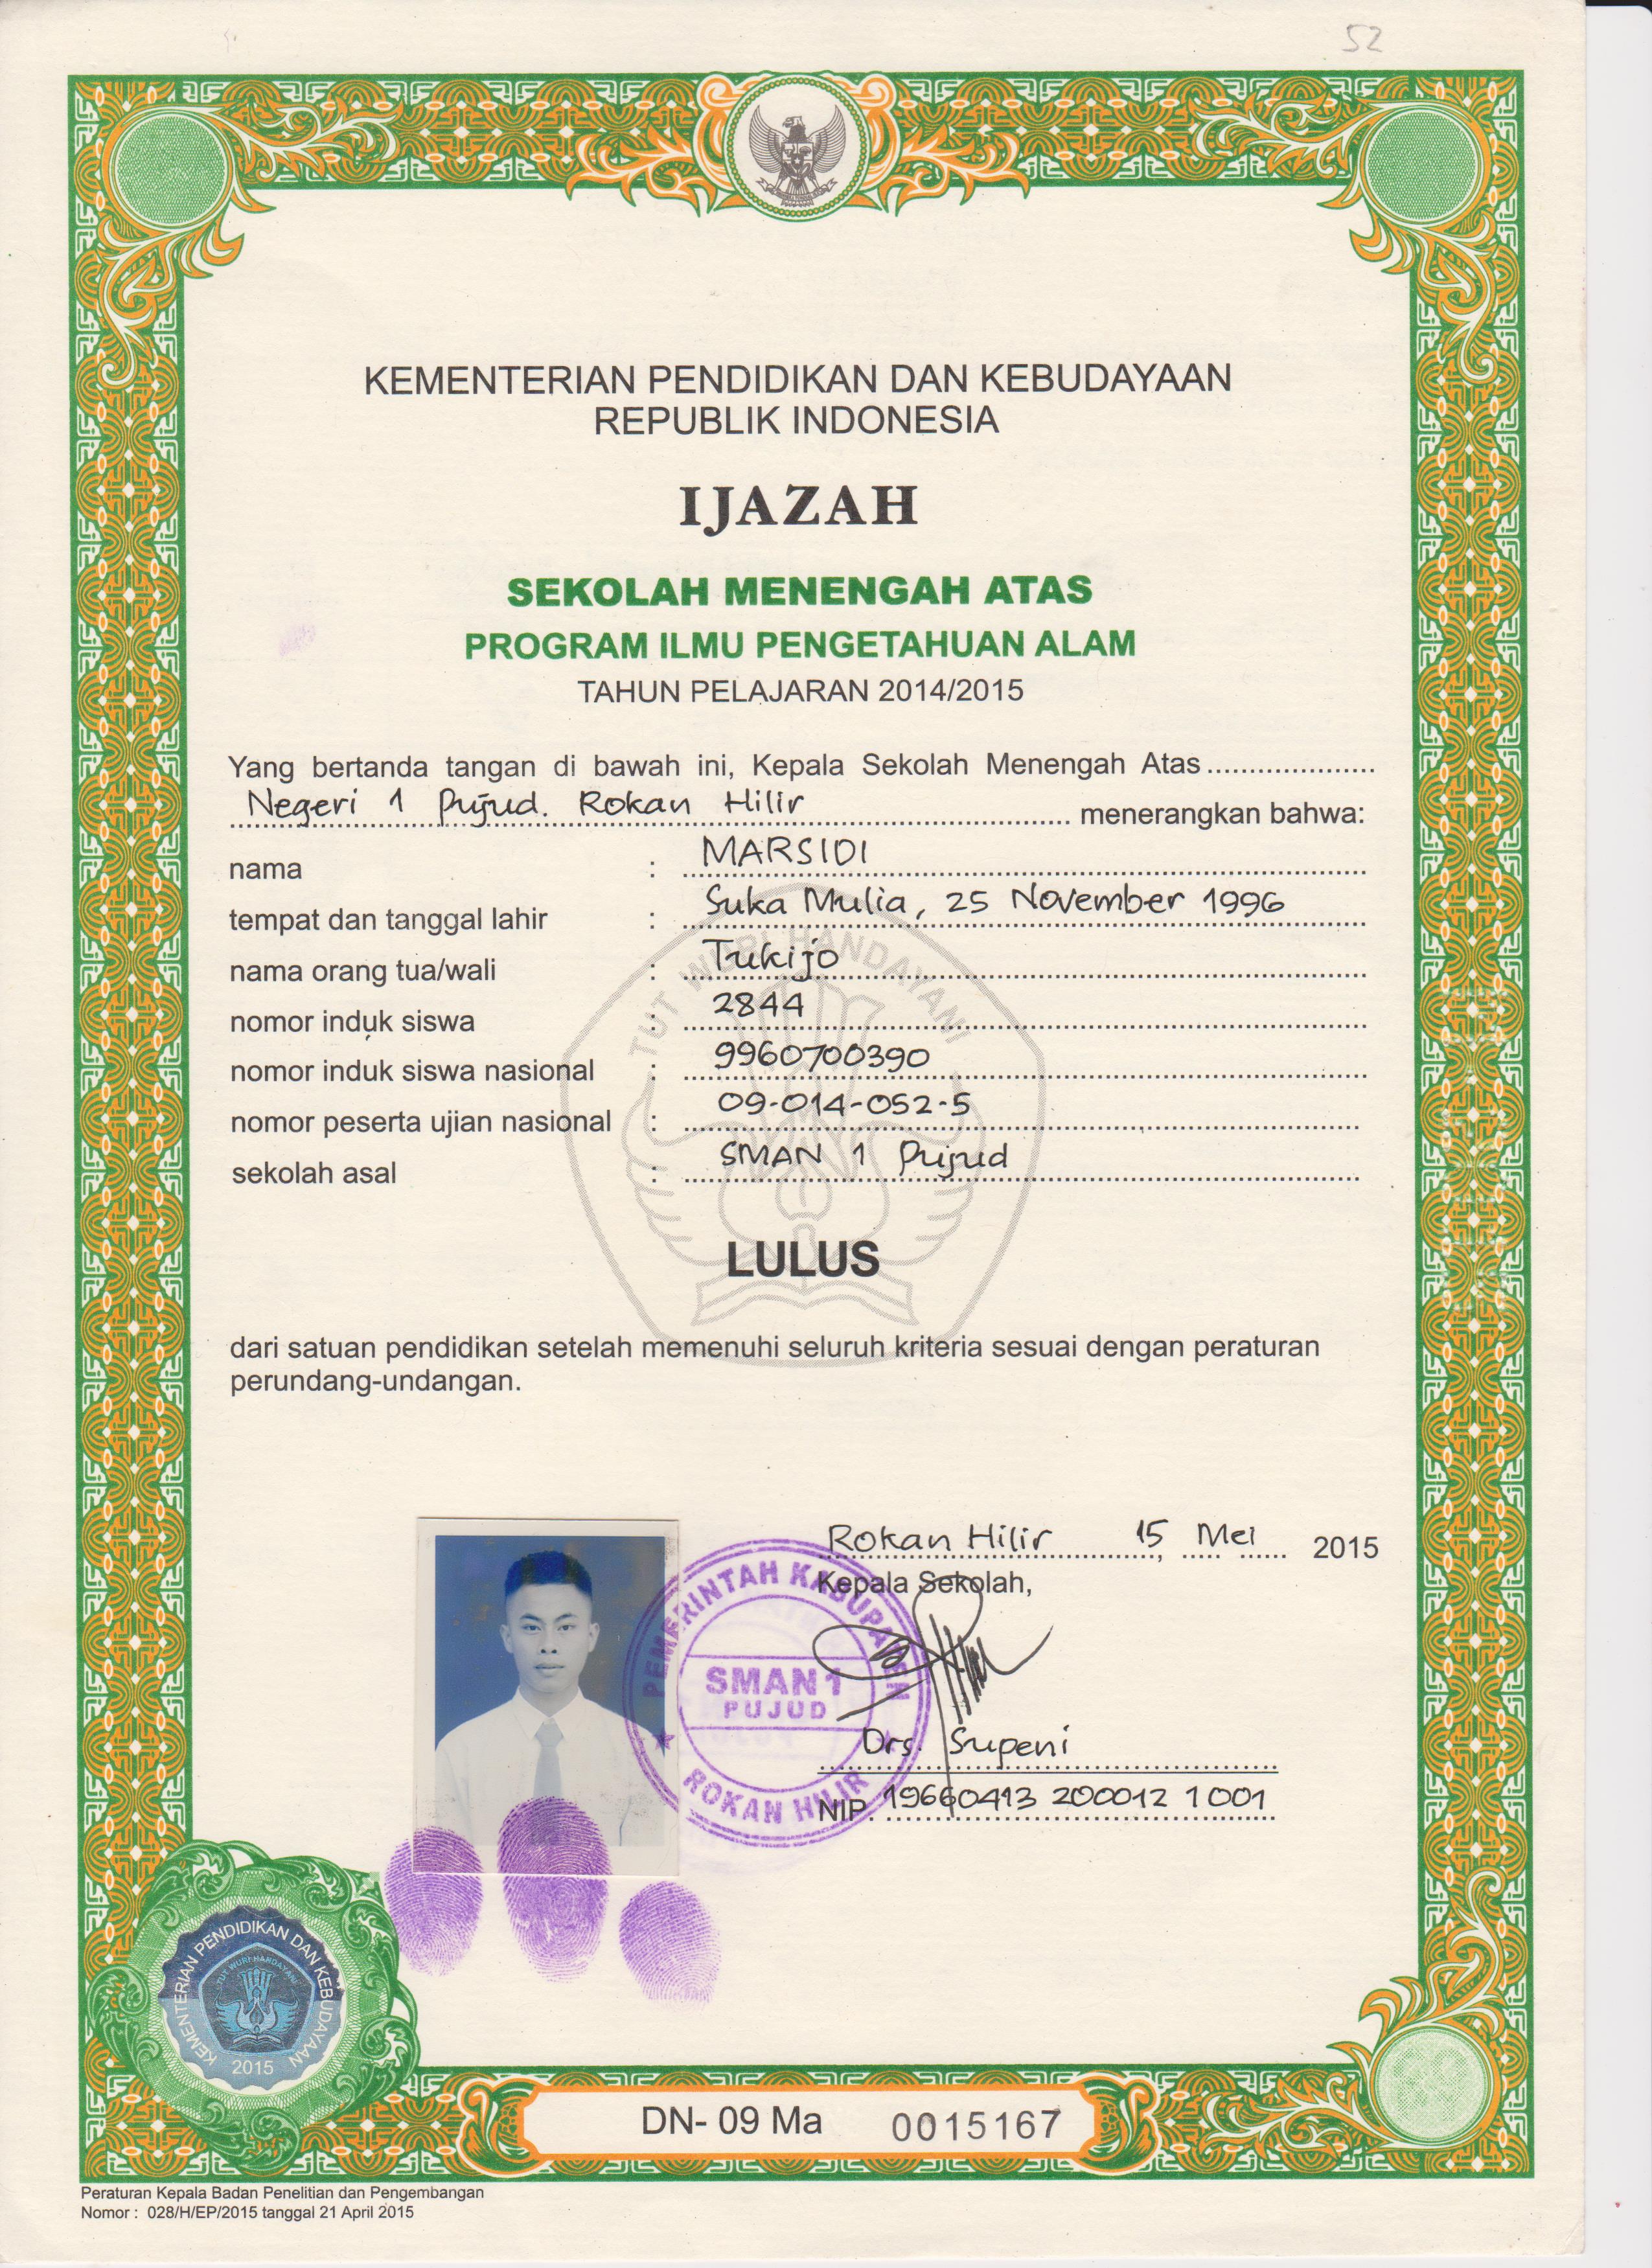 52
KEMENTERIAN PENDIDIKAN DAN KEBUDAYAAN
REPUBLIK INDONESIA
IJAZAH
SEKOLAH MENENGAH ATAS
PROGRAM ILMU PENGETAHUAN ALAM
TAHUN PELAJARAN 2014/2015
Yang bertanda tangan di bawah ini, Kepala Sekolah Menengah Atas
Negeri 1 Pujud. Rokan Hilir menerangkan bahwa:
nama : MARSIDI
tempat dan tanggal lahir : Suka Mulia, 25 November 1996
nama orang tua/wali : Tukijo
nomor induk siswa : 2844
nomor induk siswa nasional : 9960700390
nomor peserta ujian nasional : 09-014-052-5
sekolah asal : SMAN 1 Pujud
TUT WURI HANDAYANI
LULUS
dari satuan pendidikan setelah memenuhi seluruh kriteria sesuai dengan peraturan
perundang-undangan.
Rokan Hilir, 15 Mei 2015
Kepala Sekolah,
PEMERINTAH KABUPATEN
SMAN 1
PUJUD
ROKAN HILIR
Drs. Supeni
NIP. 19660413 200012 1 001
KEMENTERIAN PENDIDIKAN DAN KEBUDAYAAN
TUT WURI HANDAYANI
2015
DN- 09 Ma 0015167
Peraturan Kepala Badan Penelitian dan Pengembangan
Nomor : 028/H/EP/2015 tanggal 21 April 2015